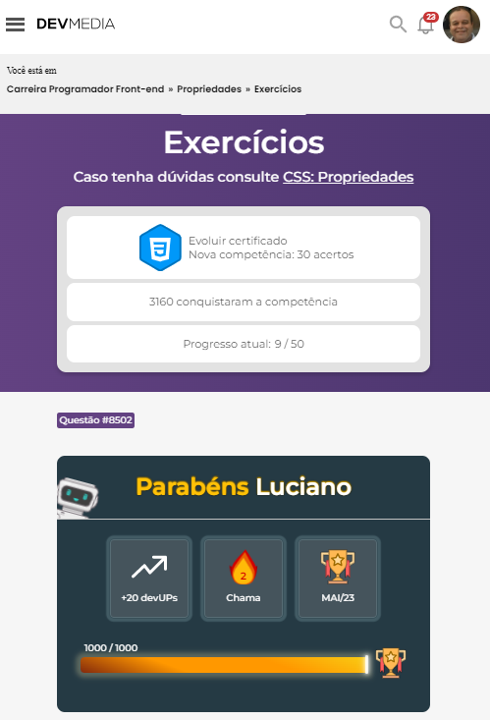 DEVMEDIA
23
Você está em
Carreira Programador Front-end » Propriedades » Exercícios
Exercícios
Caso tenha dúvidas consulte CSS: Propriedades
Evoluir certificado
Nova competência: 30 acertos
3160 conquistaram a competência
Progresso atual: 9 / 50
Questão #8502
Parabéns Luciano
2
+20 devUPs
Chama
MAI/23
1000 / 1000